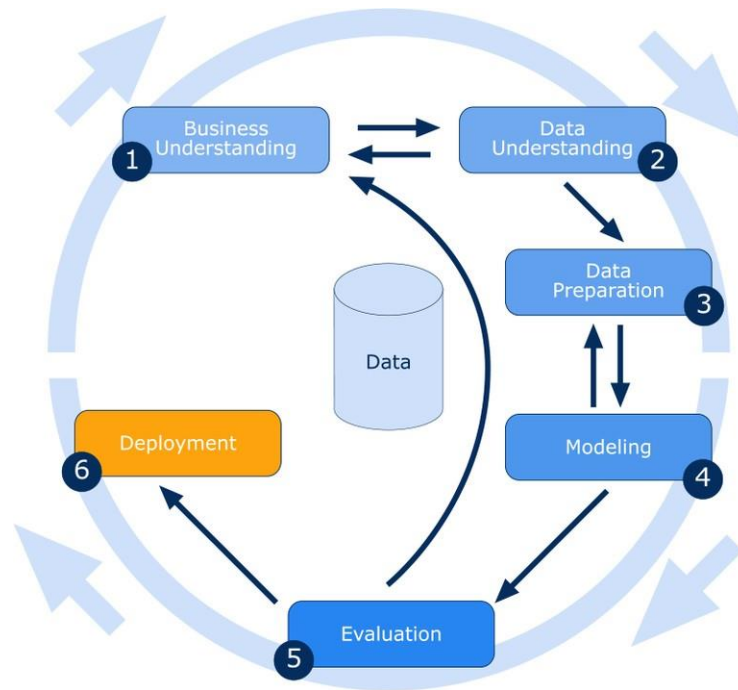 Business
Understanding
1
Data
Understanding
2
Data
Preparation
3
Data
Modeling
4
Deployment
6
Evaluation
5